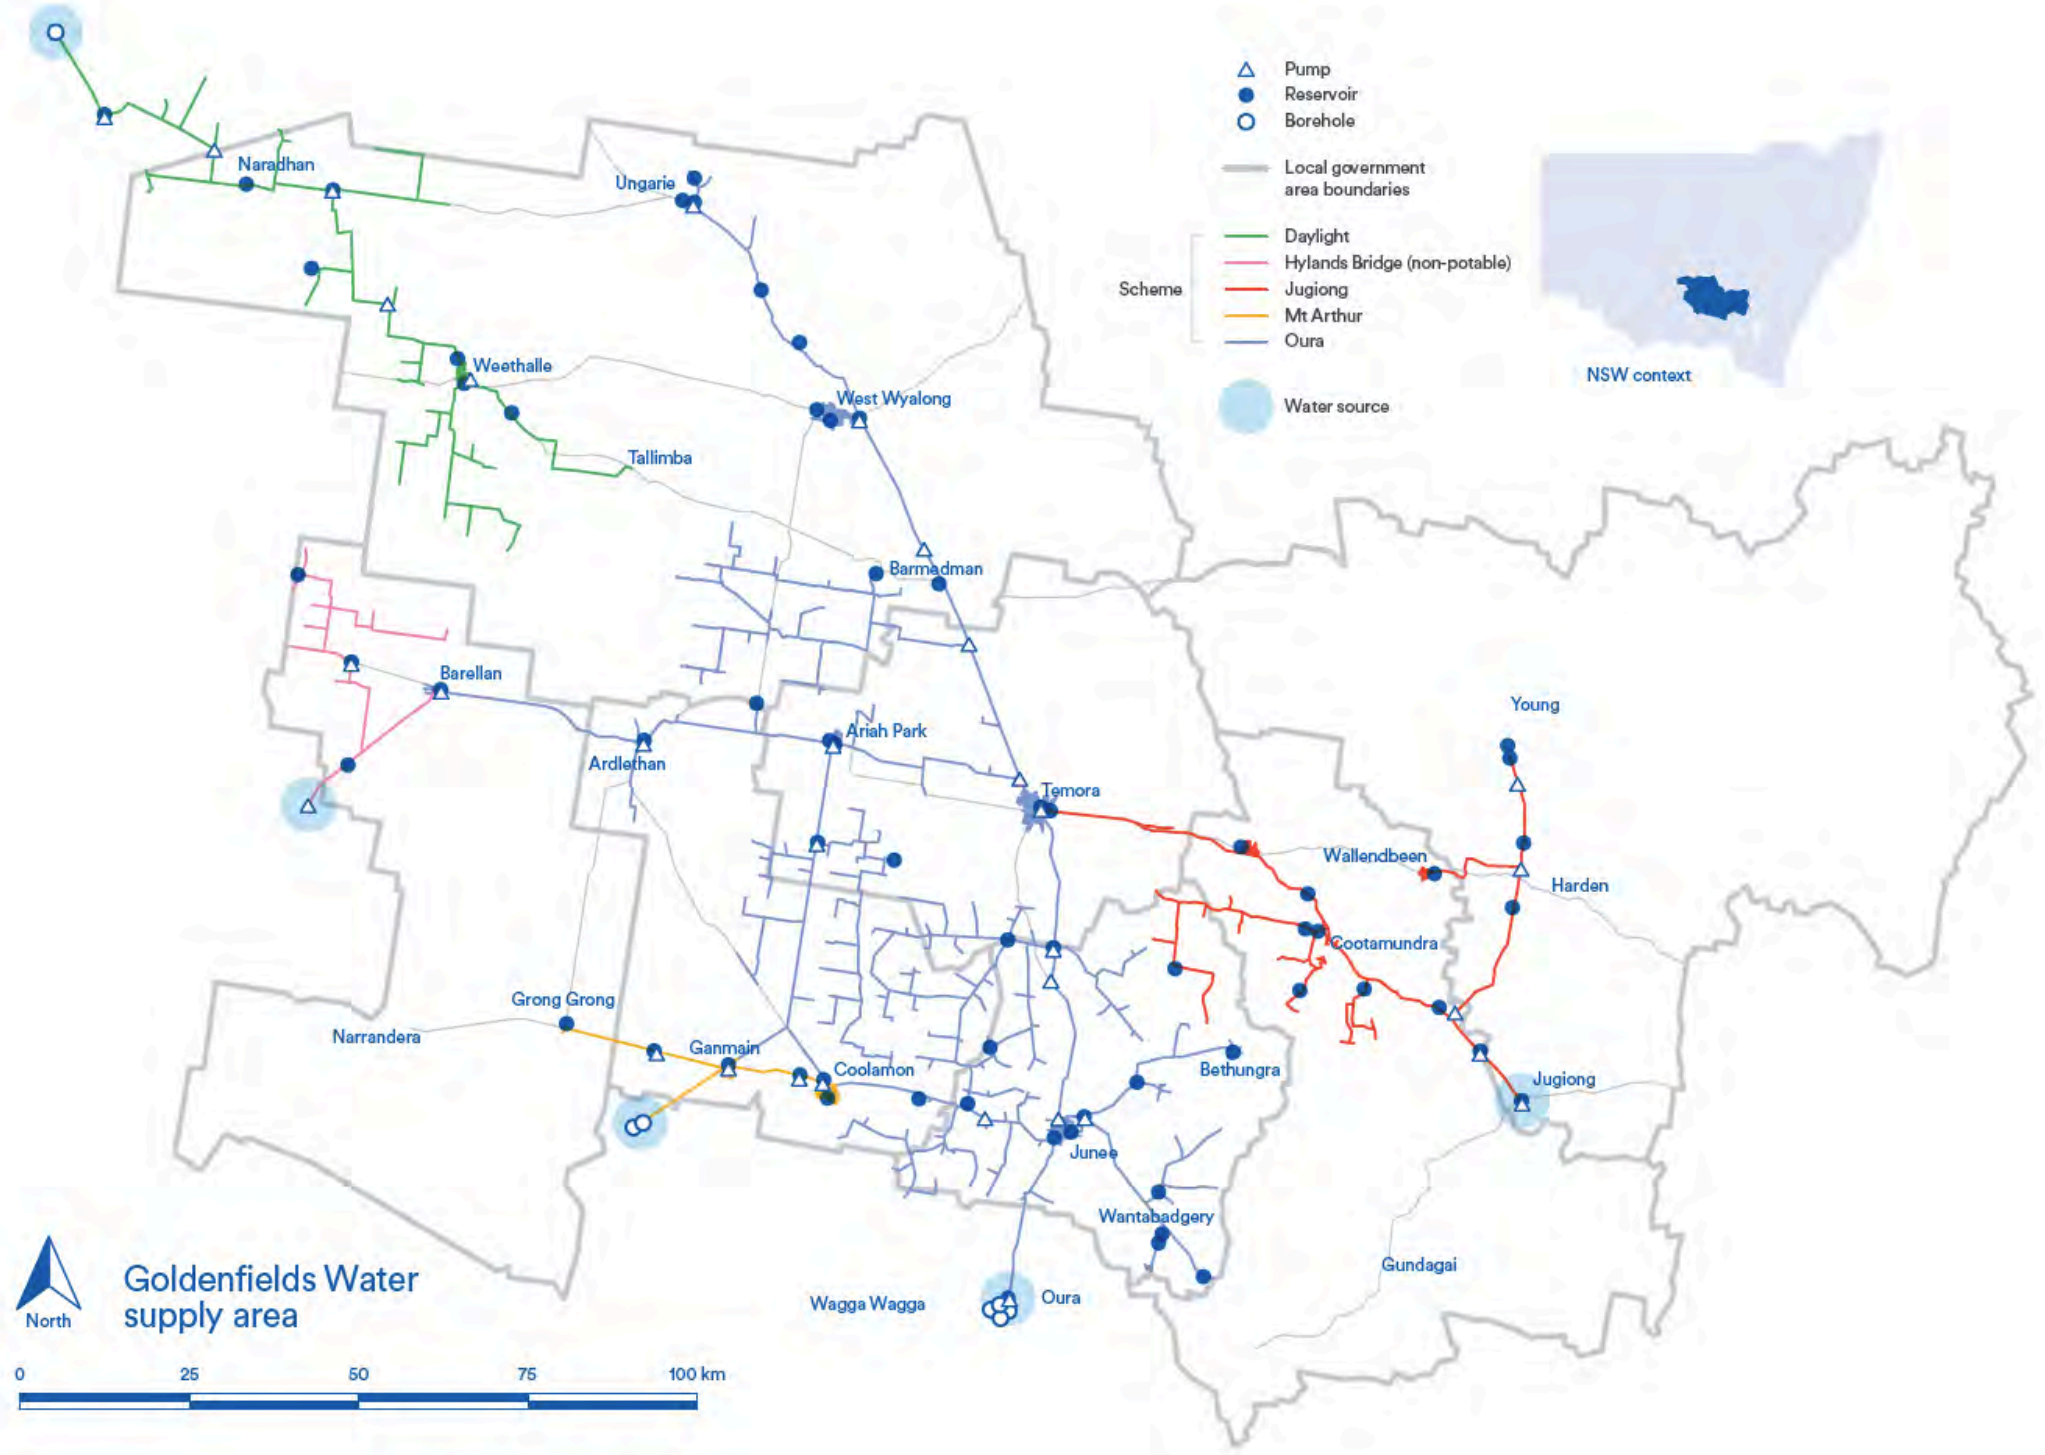 Pump
Reservoir
Borehole
Local government
area boundaries
Scheme
Daylight
Hylands Bridge (non-potable)
Jugiong
Mt Arthur
Oura
Water source
NSW context
Naradhan
Ungarie
Weethalle
West Wyalong
Tallimba
Barmedman
Barellan
Young
Ariah Park
Ardlethan
Temora
Wallendbeen
Harden
Cootamundra
Grong Grong
Narrandera
Ganmain
Coolamon
Bethungra
Jugiong
Junee
Wantabadgery
Gundagai
Wagga Wagga
Oura
North
Goldenfields Water
supply area
0 25 50 75 100 km